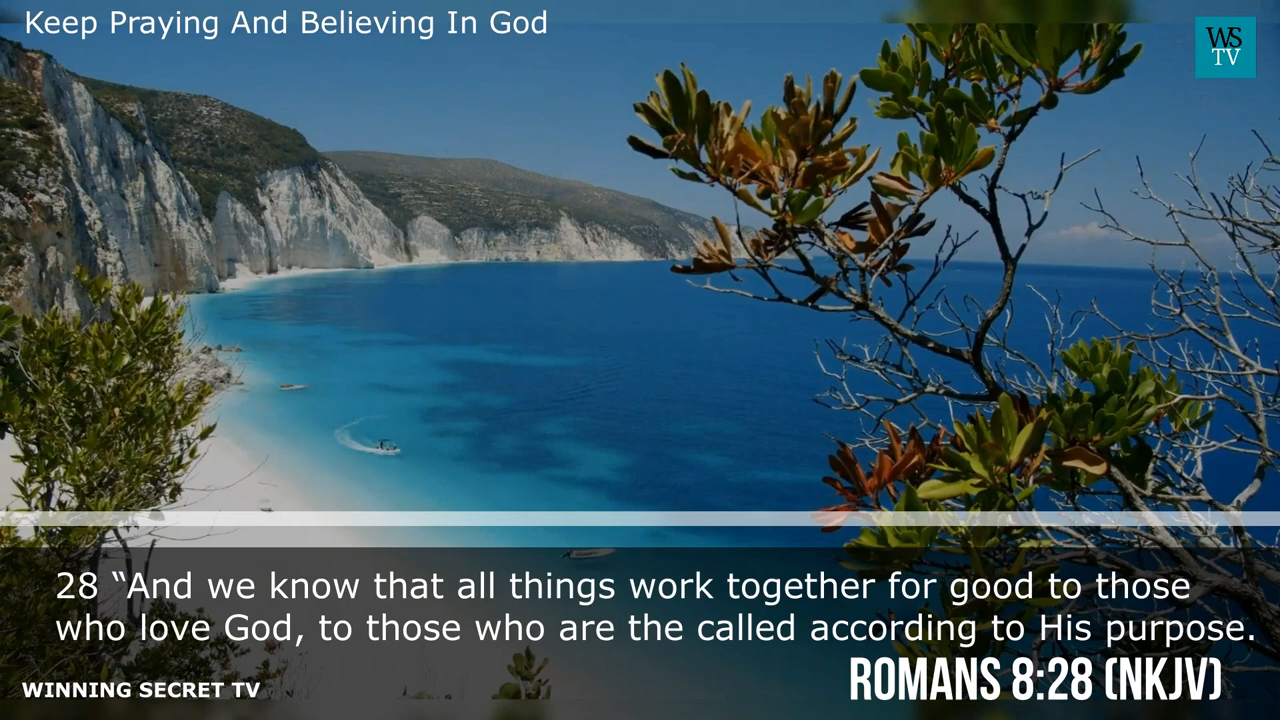 Keep Praying And Believing In God
WS
TV
28 “And we know that all things work together for good to those
who love God, to those who are the called according to His purpose.
ROMANS 8:28 (NKJV)
WINNING SECRET TV